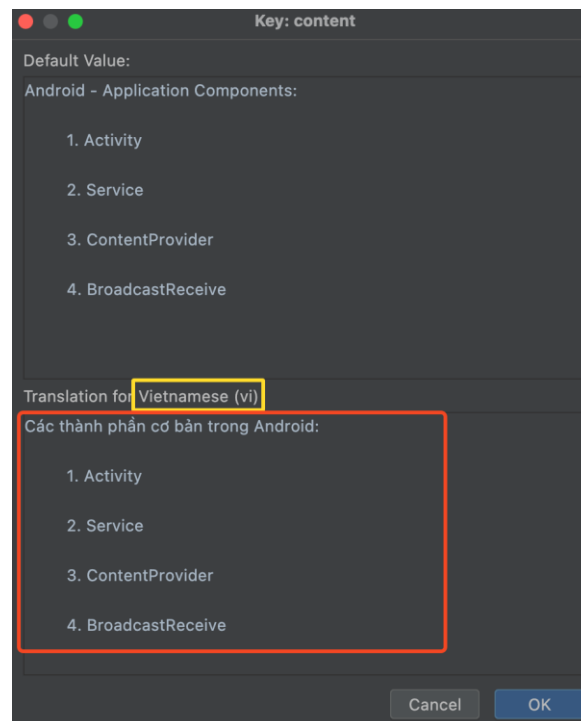 Key: content
Default Value:
Android - Application Components:
1. Activity
2. Service
3. ContentProvider
4. BroadcastReceive
Translation for Vietnamese (vi)
Các thành phần cơ bản trong Android:
1. Activity
2. Service
3. ContentProvider
4. BroadcastReceive
Cancel
OK